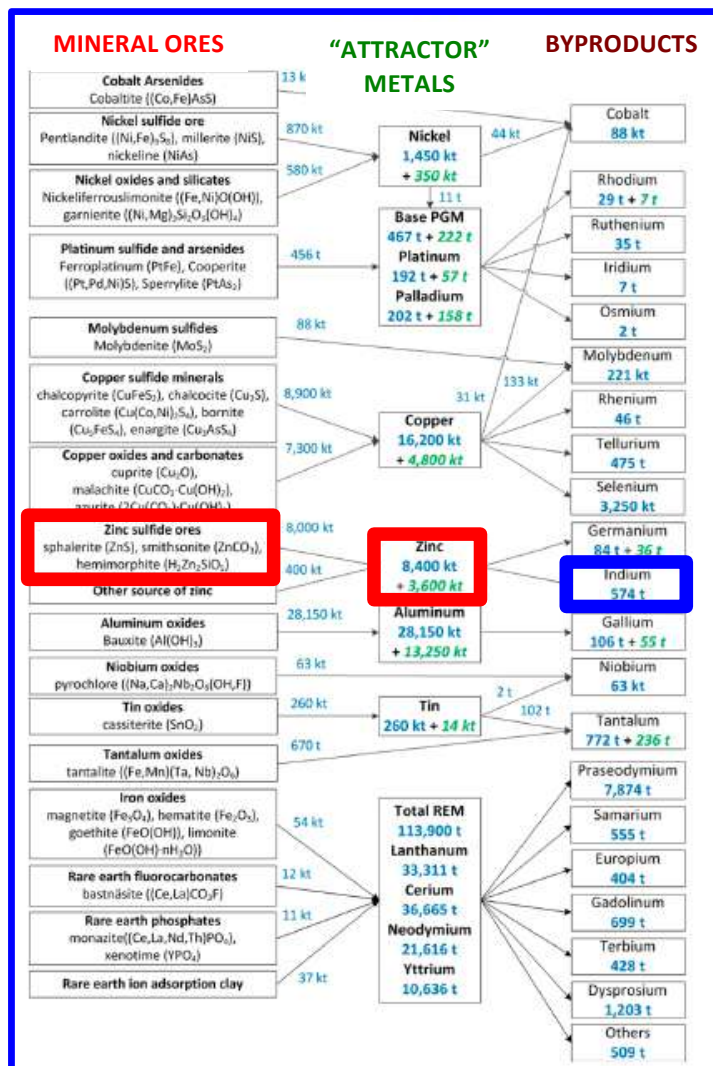 MINERAL ORES
"ATTRACTOR"
METALS
BYPRODUCTS
Cobalt Arsenides
Cobaltite ((Co,Fe)AsS)
13 k
Nickel sulfide ore
Pentlandite ((Ni,Fe)₉S₈), millerite (NiS),
nickeline (NiAs)
870 kt
Nickel oxides and silicates
Nickeliferrouslimonite ((Fe,Ni)O(OH)),
garnierite ((Ni,Mg)₃Si₂O₅(OH)₄)
580 kt
Platinum sulfide and arsenides
Ferroplatinum (PtFe), Cooperite
((Pt,Pd,Ni)S), Sperrylite (PtAs₂)
456 t
Molybdenum sulfides
Molybdenite (MoS₂)
88 kt
Copper sulfide minerals
chalcopyrite (CuFeS₂), chalcocite (Cu₂S),
carrolite (Cu(Co,Ni)₂S₄), bornite
(Cu₅FeS₄), enargite (Cu₃AsS₄)
8,900 kt
Copper oxides and carbonates
cuprite (Cu₂O),
malachite (CuCO₃·Cu(OH)₂),
azurite (2Cu(CO₃)·Cu(OH)₂)
7,300 kt
Zinc sulfide ores
sphalerite (ZnS), smithsonite (ZnCO₃),
hemimorphite (H₂Zn₂SiO₅)
8,000 kt
Other source of zinc
400 kt
Aluminum oxides
Bauxite (Al(OH)₃)
28,150 kt
Niobium oxides
pyrochlore ((Na,Ca)₂Nb₂O₆(OH,F))
63 kt
Tin oxides
cassiterite (SnO₂)
260 kt
Tantalum oxides
tantalite ((Fe,Mn)(Ta, Nb)₂O₆)
670 t
Iron oxides
magnetite (Fe₃O₄), hematite (Fe₂O₃),
goethite (FeO(OH)), limonite
(FeO(OH)·nH₂O))
54 kt
Rare earth fluorocarbonates
bastnäsite ((Ce,La)CO₃F)
12 kt
Rare earth phosphates
monazite((Ce,La,Nd,Th)PO₄),
xenotime (YPO₄)
11 kt
Rare earth ion adsorption clay
37 kt
Nickel
1,450 kt
+ 350 kt
44 kt
11 t
Base PGM
467 t + 222 t
Platinum
192 t + 57 t
Palladium
202 t + 158 t
Copper
16,200 kt
+ 4,800 kt
31 kt
133 kt
Zinc
8,400 kt
+ 3,600 kt
Aluminum
28,150 kt
+ 13,250 kt
Tin
260 kt + 14 kt
2 t
102 t
Total REM
113,900 t
Lanthanum
33,311 t
Cerium
36,665 t
Neodymium
21,616 t
Yttrium
10,636 t
Cobalt
88 kt
Rhodium
29 t + 7 t
Ruthenium
35 t
Iridium
7 t
Osmium
2 t
Molybdenum
221 kt
Rhenium
46 t
Tellurium
475 t
Selenium
3,250 kt
Germanium
84 t + 36 t
Indium
574 t
Gallium
106 t + 55 t
Niobium
63 kt
Tantalum
772 t + 236 t
Praseodymium
7,874 t
Samarium
555 t
Europium
404 t
Gadolinum
699 t
Terbium
428 t
Dysprosium
1,203 t
Others
509 t